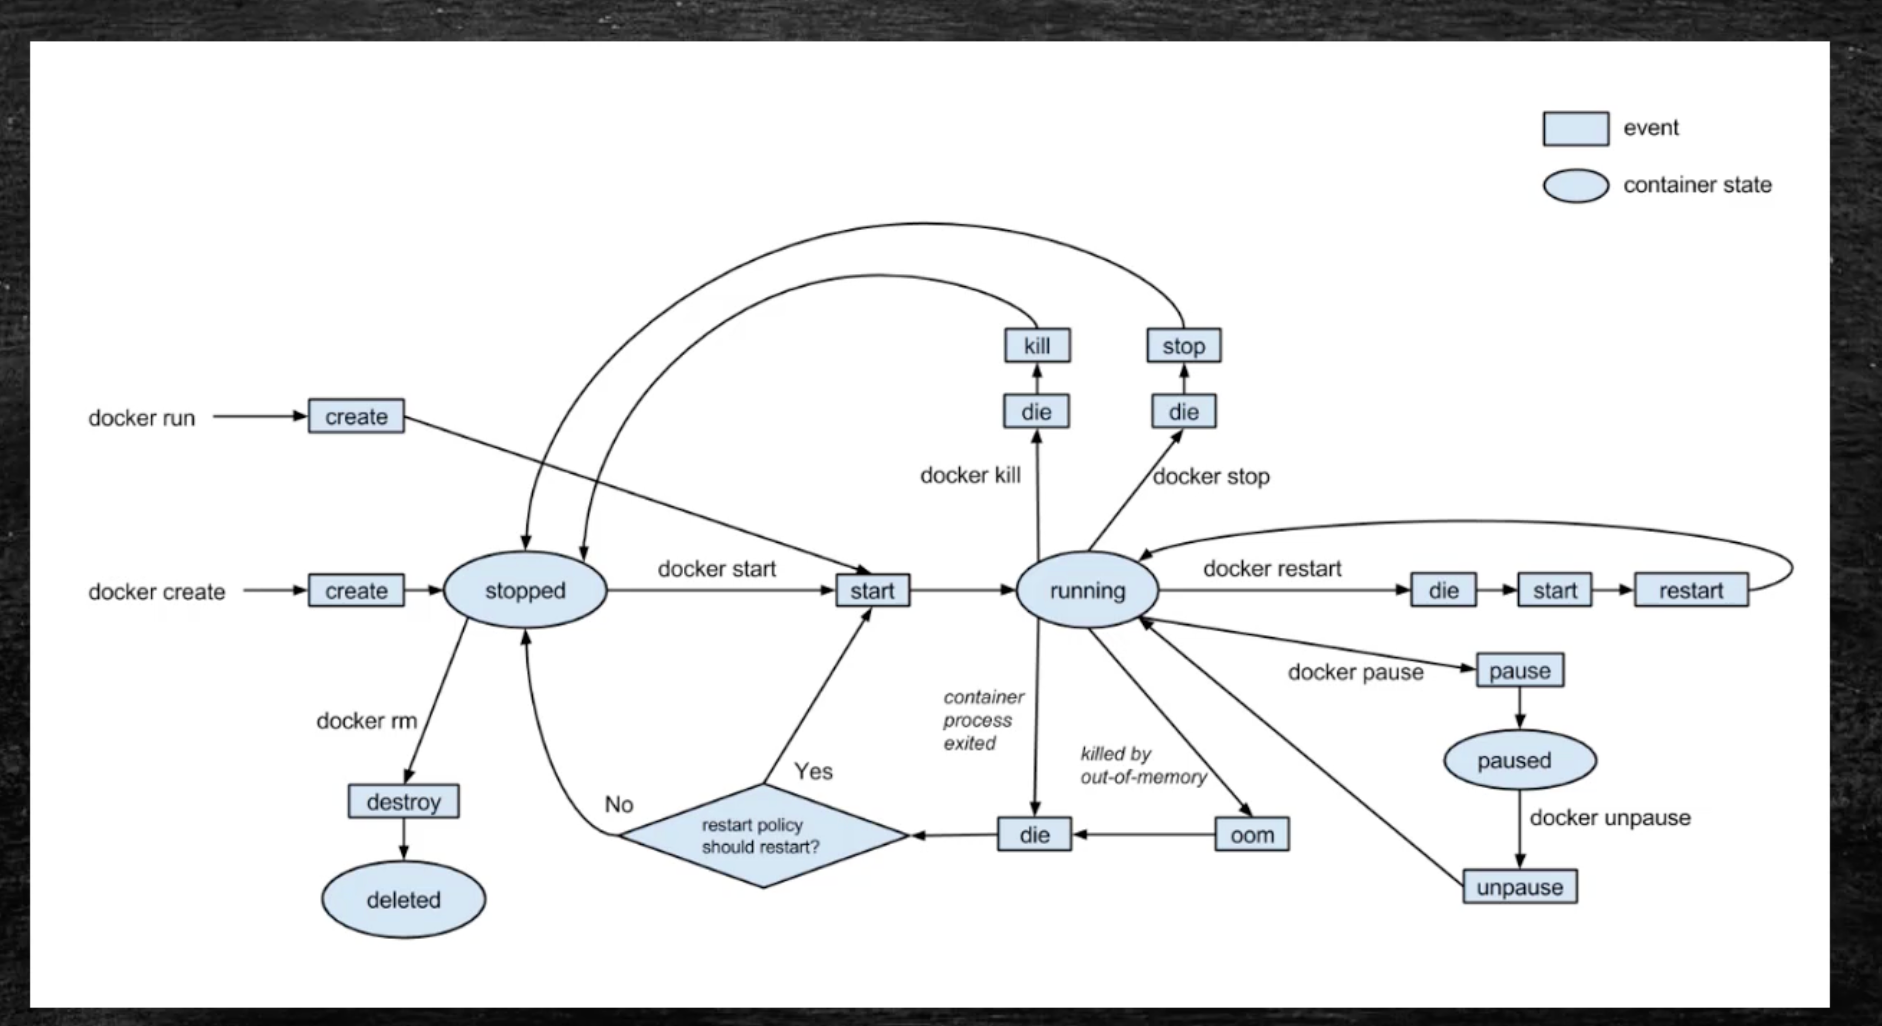 event
container state
kill
stop
die
die
docker run
create
docker kill
docker stop
docker create
create
stopped
docker start
start
running
docker restart
die
start
restart
docker pause
pause
docker rm
container
process
exited
killed by
out-of-memory
paused
Yes
No
destroy
restart policy
should restart?
die
oom
docker unpause
unpause
deleted